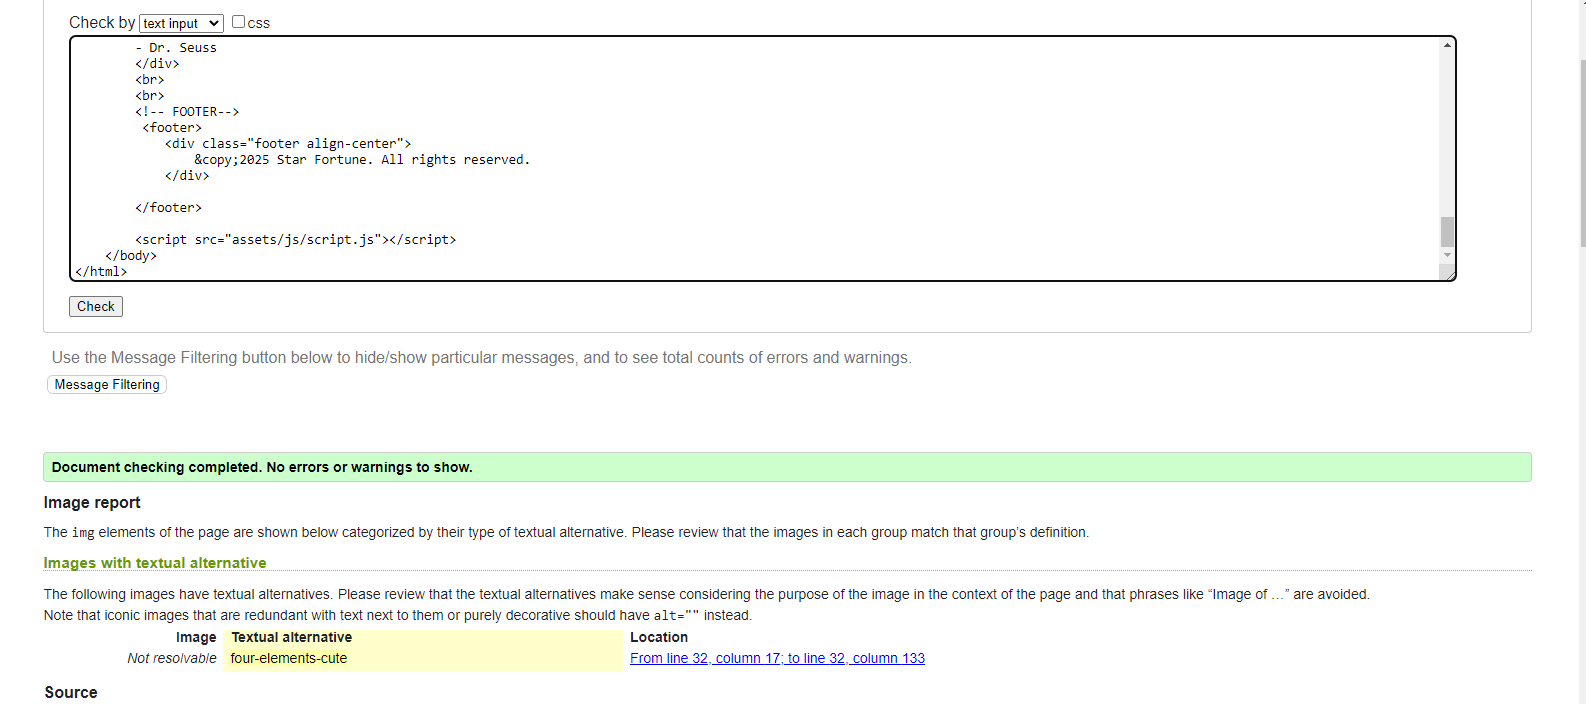 Check by text input css
- Dr. Seuss
</div>
<br>
<br>
<!-- FOOTER-->
<footer>
<div class="footer align-center">
&copy;2025 Star Fortune. All rights reserved.
</div>
</footer>
<script src="assets/js/script.js"></script>
</body>
</html>
Check
Use the Message Filtering button below to hide/show particular messages, and to see total counts of errors and warnings.
Message Filtering
Document checking completed. No errors or warnings to show.
Image report
The img elements of the page are shown below categorized by their type of textual alternative. Please review that the images in each group match that group’s definition.
Images with textual alternative
The following images have textual alternatives. Please review that the textual alternatives make sense considering the purpose of the image in the context of the page and that phrases like “Image of …” are avoided.
Note that iconic images that are redundant with text next to them or purely decorative should have alt="" instead.
Image Textual alternative Location
Not resolvable four-elements-cute From line 32, column 17; to line 32, column 133
Source